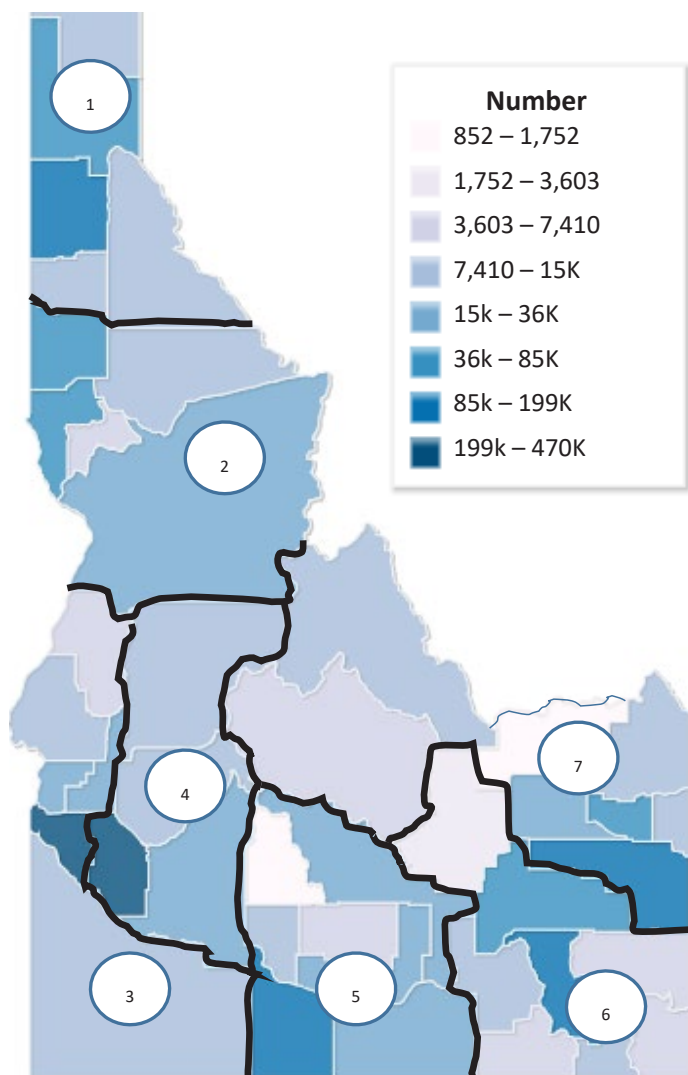 1
Number
852 – 1,752
1,752 – 3,603
3,603 – 7,410
7,410 – 15K
15k – 36K
36k – 85K
85k – 199K
199k – 470K
2
7
4
3
5
6